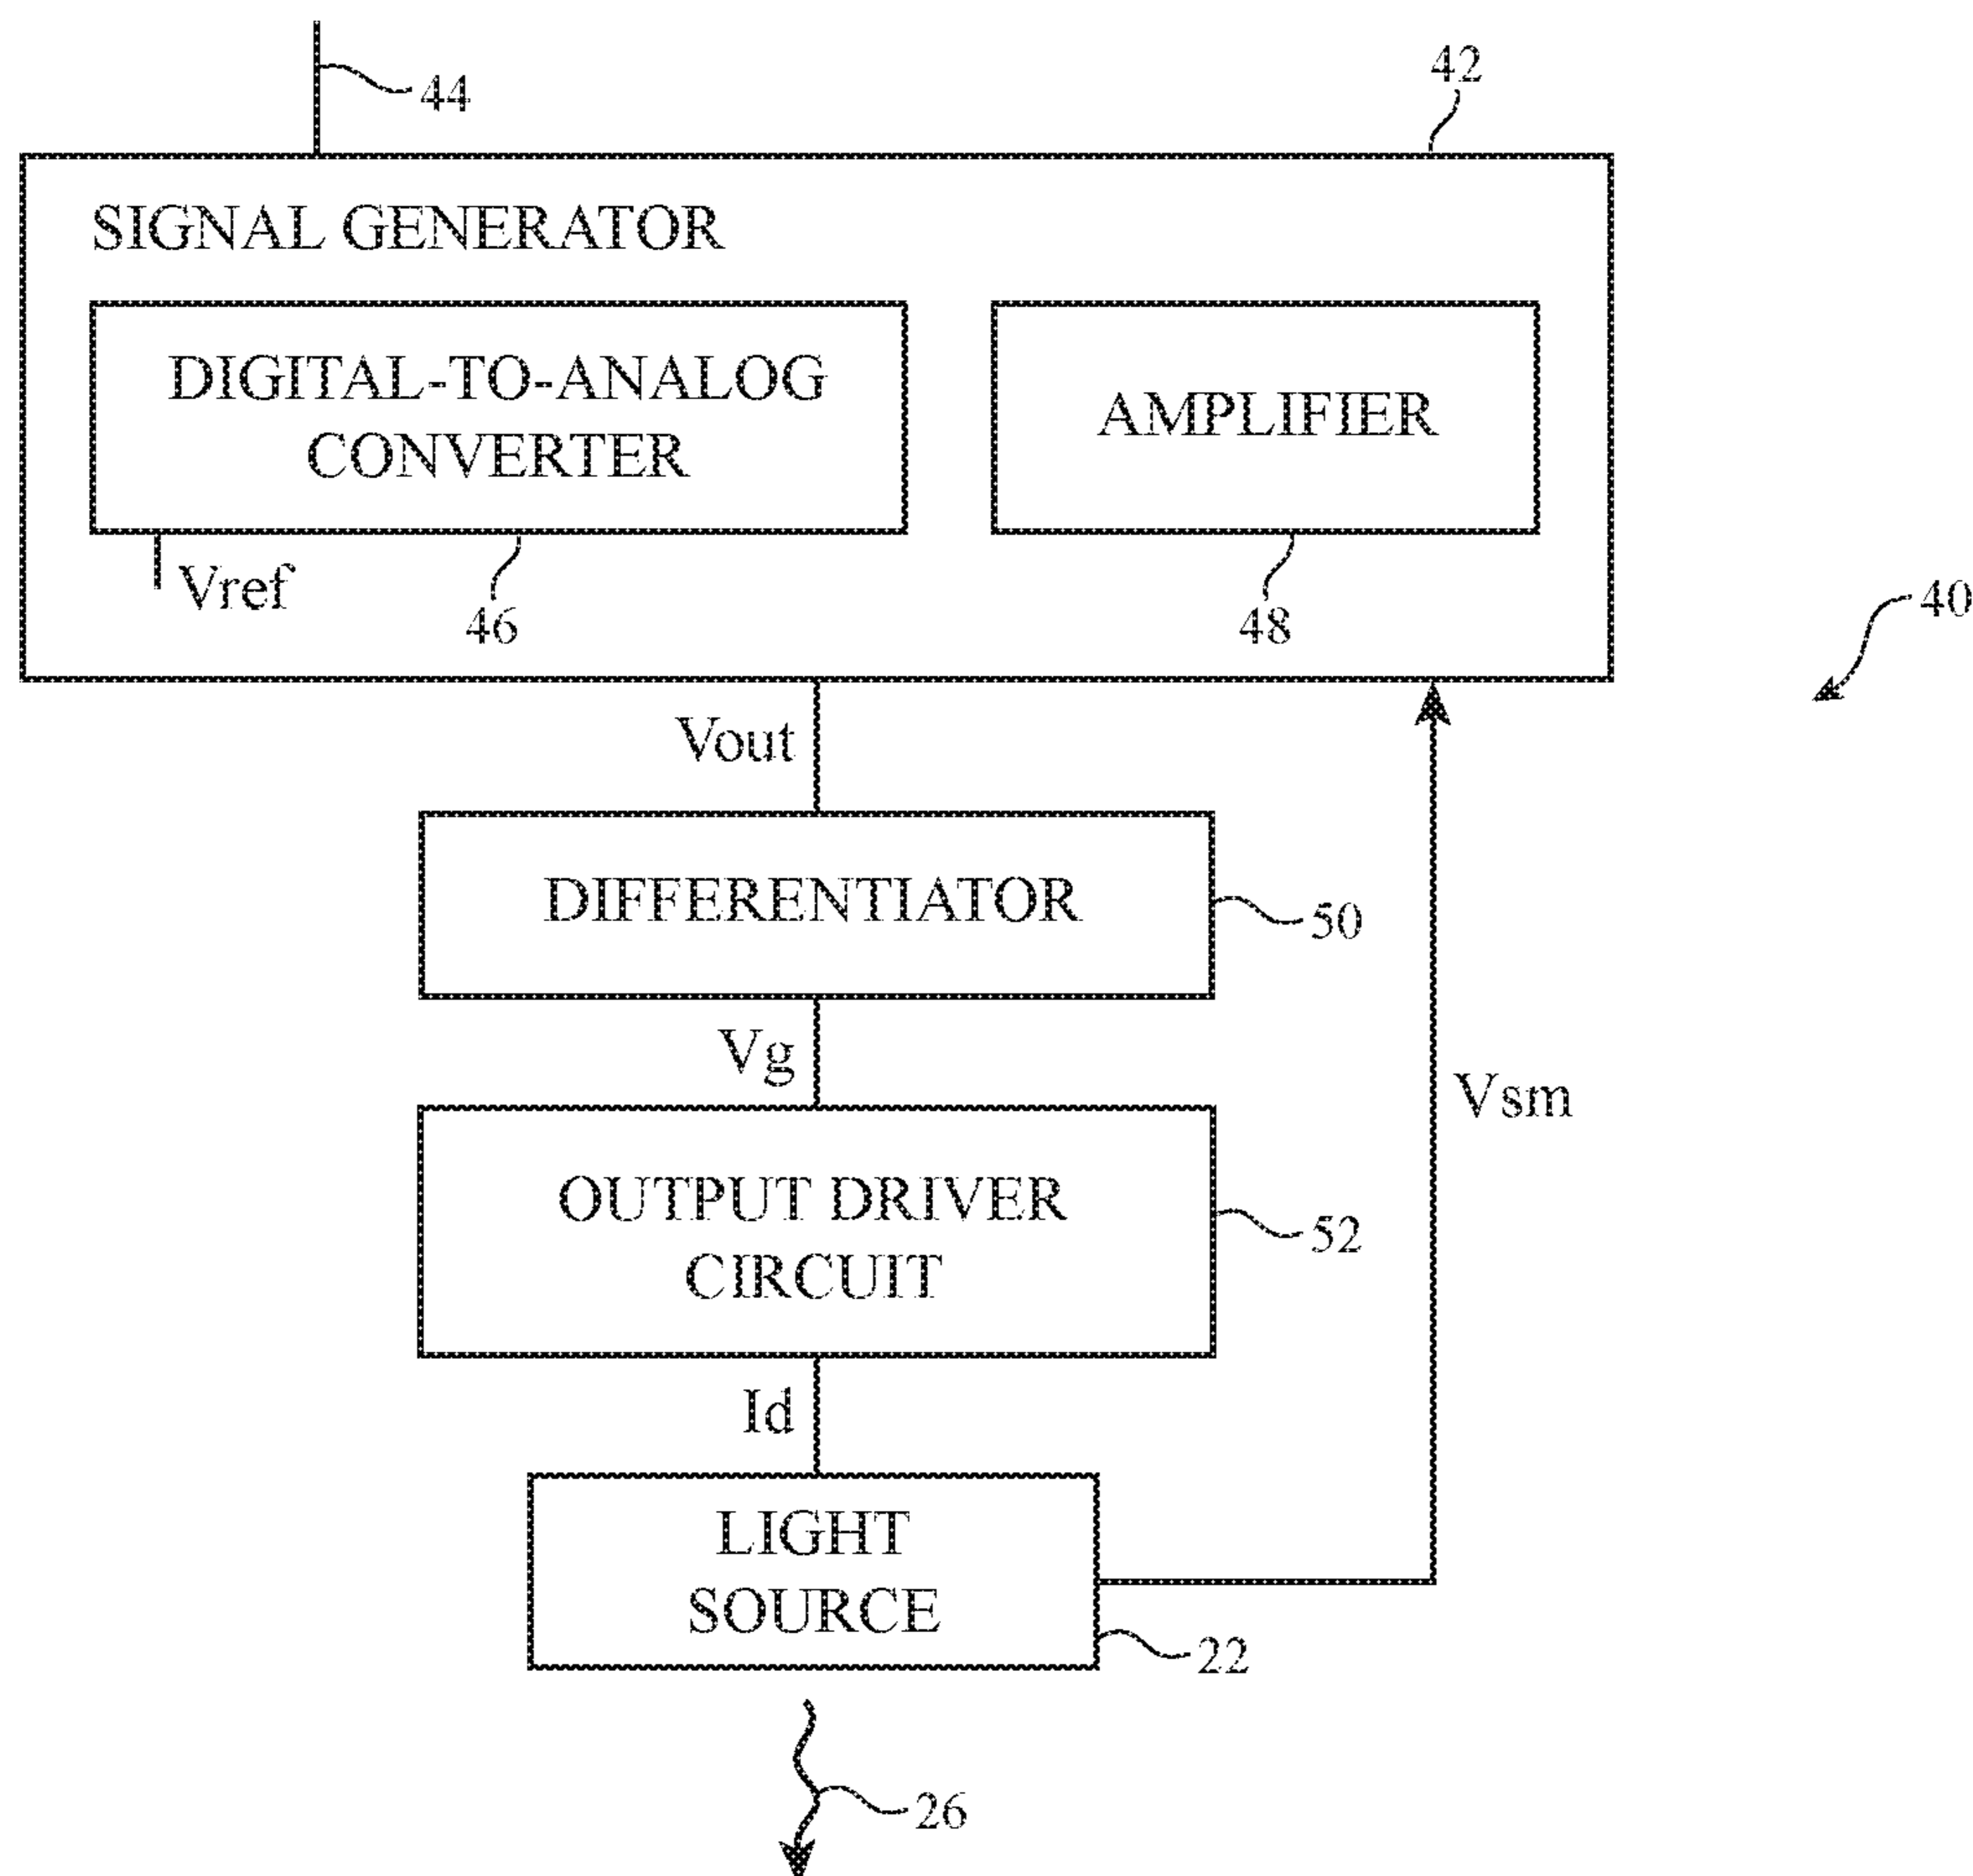 44
42
SIGNAL GENERATOR
DIGITAL-TO-ANALOG
CONVERTER
AMPLIFIER
Vref
46
48
40
Vout
DIFFERENTIATOR
50
Vg
Vsm
OUTPUT DRIVER
CIRCUIT
52
Id
LIGHT
SOURCE
22
26